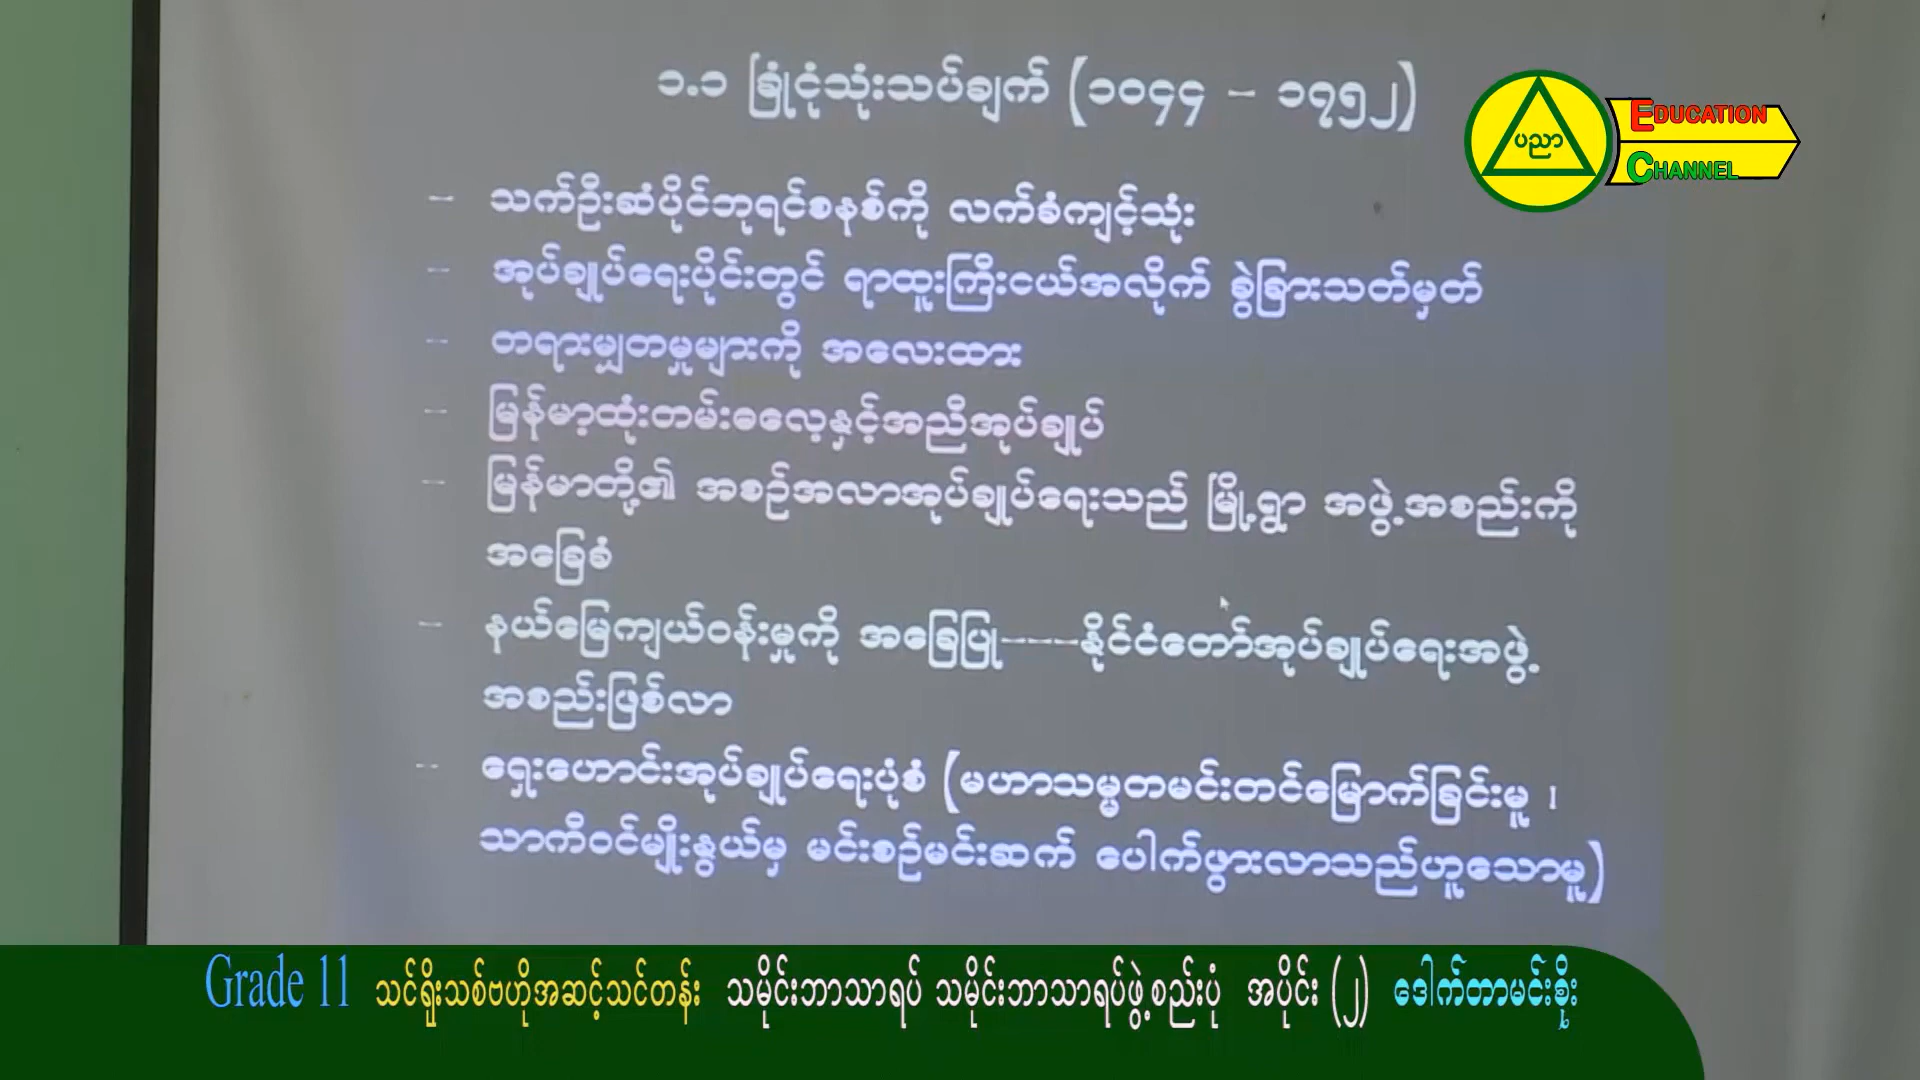 ၁.၁ ခြုံငုံသုံးသပ်ချက် (၁၀၄၄ – ၁၇၅၂)
ပညာ
EDUCATION
CHANNEL
– သက်ဦးဆံပိုင်ဘုရင်စနစ်ကို လက်ခံကျင့်သုံး
– အုပ်ချုပ်ရေးပိုင်းတွင် ရာထူးကြီးငယ်အလိုက် ခွဲခြားသတ်မှတ်
– တရားမျှတမှုများကို အလေးထား
– မြန်မာ့ထုံးတမ်းဓလေ့နှင့်အညီအုပ်ချုပ်
– မြန်မာတို့၏ အစဉ်အလာအုပ်ချုပ်ရေးသည် မြို့ရွာ အဖွဲ့အစည်းကို
အခြေခံ
– နယ်မြေကျယ်ဝန်းမှုကို အခြေပြု----နိုင်ငံတော်အုပ်ချုပ်ရေးအဖွဲ့
အစည်းဖြစ်လာ
– ရှေးဟောင်းအုပ်ချုပ်ရေးပုံစံ (မဟာသမ္မတမင်းတင်မြောက်ခြင်းမူ ၊
သာကီဝင်မျိုးနွယ်မှ မင်းစဉ်မင်းဆက် ပေါက်ဖွားလာသည်ဟူသောမူ)
Grade 11 သင်ရိုးသစ်ဗဟိုအဆင့်သင်တန်း သမိုင်းဘာသာရပ် သမိုင်းဘာသာရပ်ဖွဲ့စည်းပုံ အပိုင်း (၂) ဒေါက်တာမင်းစိုး